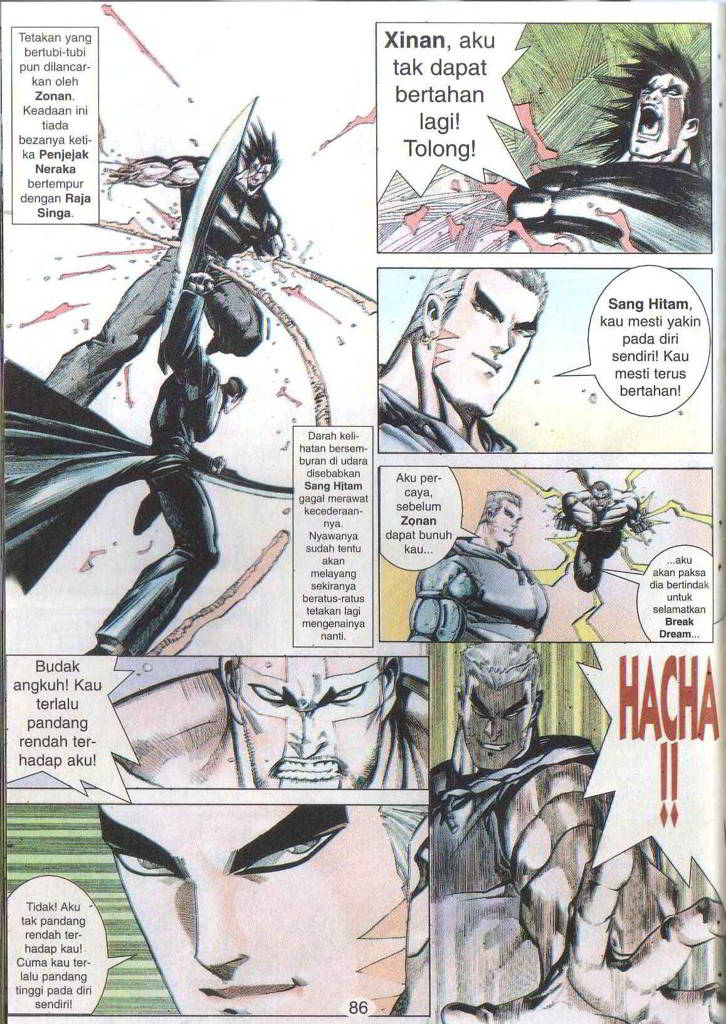 Tetakan yang
bertubi-tubi
pun dilancar-
kan oleh
Zonan.
Keadaan ini
tiada
bezanya keti-
ka Penjejak
Neraka
bertempur
dengan Raja
Singa.
Xinan, aku
tak dapat
bertahan
lagi!
Tolong!
Sang Hitam,
kau mesti yakin
pada diri
sendiri! Kau
mesti terus
bertahan!
Darah keli-
hatan bersem-
buran di udara
disebabkan
Sang Hitam
gagal merawat
kecederaan-
nya.
Nyawanya
sudah tentu
akan
melayang
sekiranya
beratus-ratus
tetakan lagi
mengenainya
nanti.
Aku per-
caya,
sebelum
Zonan
dapat bunuh
kau...
...aku
akan paksa
dia bertindak
untuk
selamatkan
Break
Dream...
Budak
angkuh! Kau
terlalu
pandang
rendah ter-
hadap aku!
HACHA
!!
Tidak! Aku
tak pandang
rendah ter-
hadap kau!
Cuma kau ter-
lalu pandang
tinggi pada diri
sendiri!
86